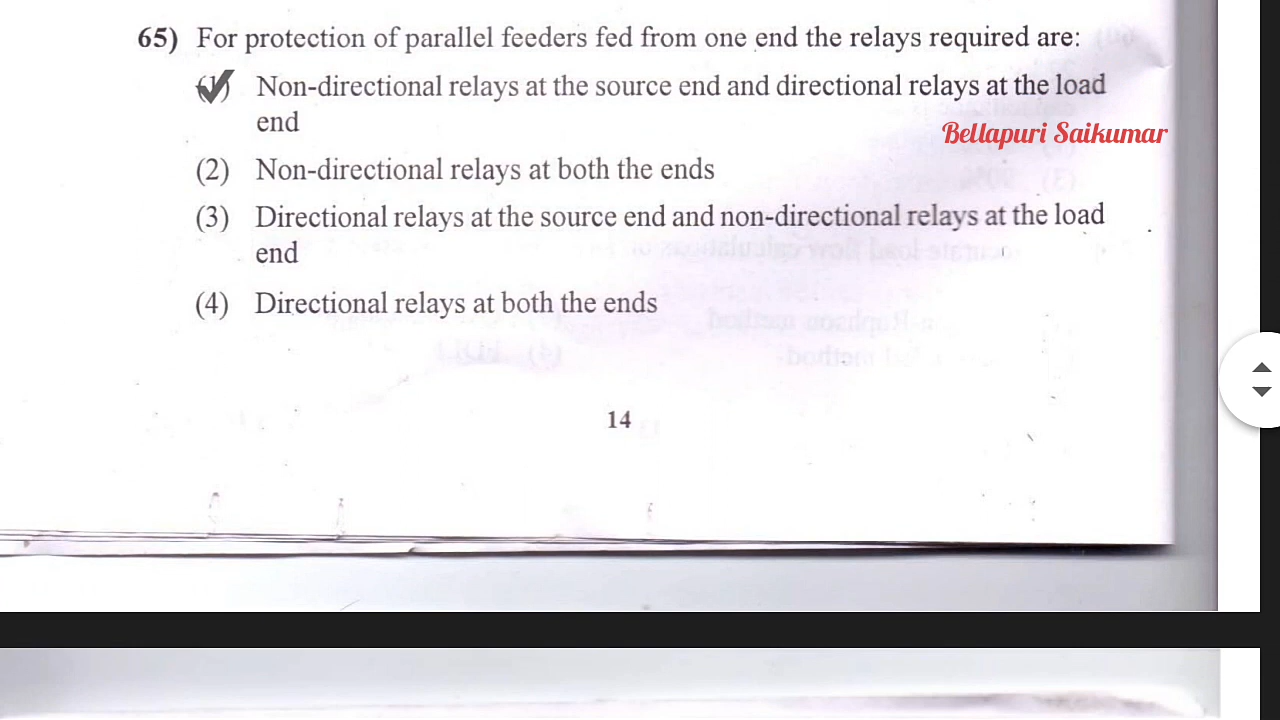 65) For protection of parallel feeders fed from one end the relays required are:
(1) Non-directional relays at the source end and directional relays at the load
end
Bellapuri Saikumar
(2) Non-directional relays at both the ends
(3) Directional relays at the source end and non-directional relays at the load
end
(4) Directional relays at both the ends
14